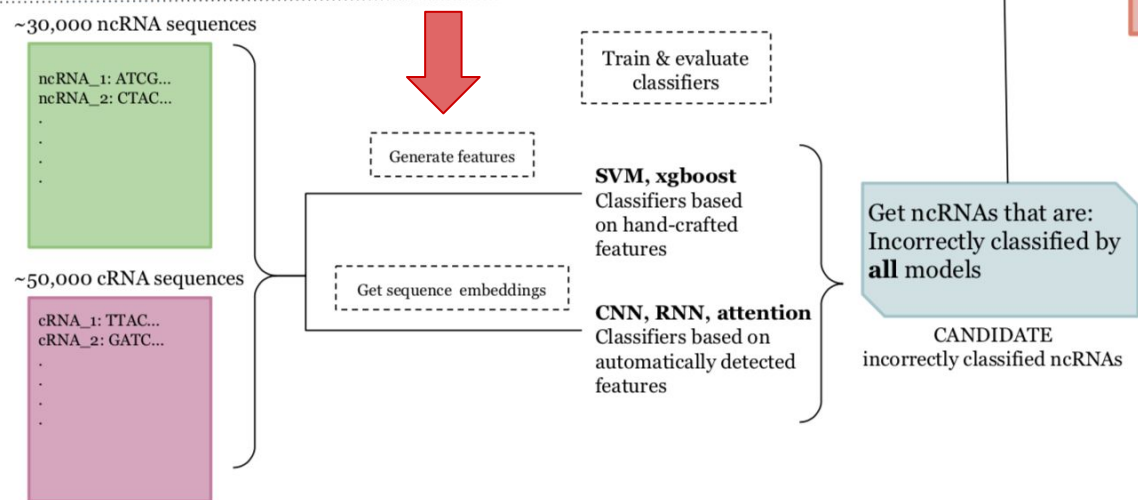 ~30,000 ncRNA sequences
ncRNA_1: ATCG...
ncRNA_2: CTAC...
.
.
.
.
~50,000 cRNA sequences
cRNA_1: TTAC...
cRNA_2: GATC...
.
.
.
.
Generate features
Get sequence embeddings
Train & evaluate
classifiers
SVM, xgboost
Classifiers based
on hand-crafted
features
CNN, RNN, attention
Classifiers based on
automatically detected
features
Get ncRNAs that are:
Incorrectly classified by
all models
CANDIDATE
incorrectly classified ncRNAs